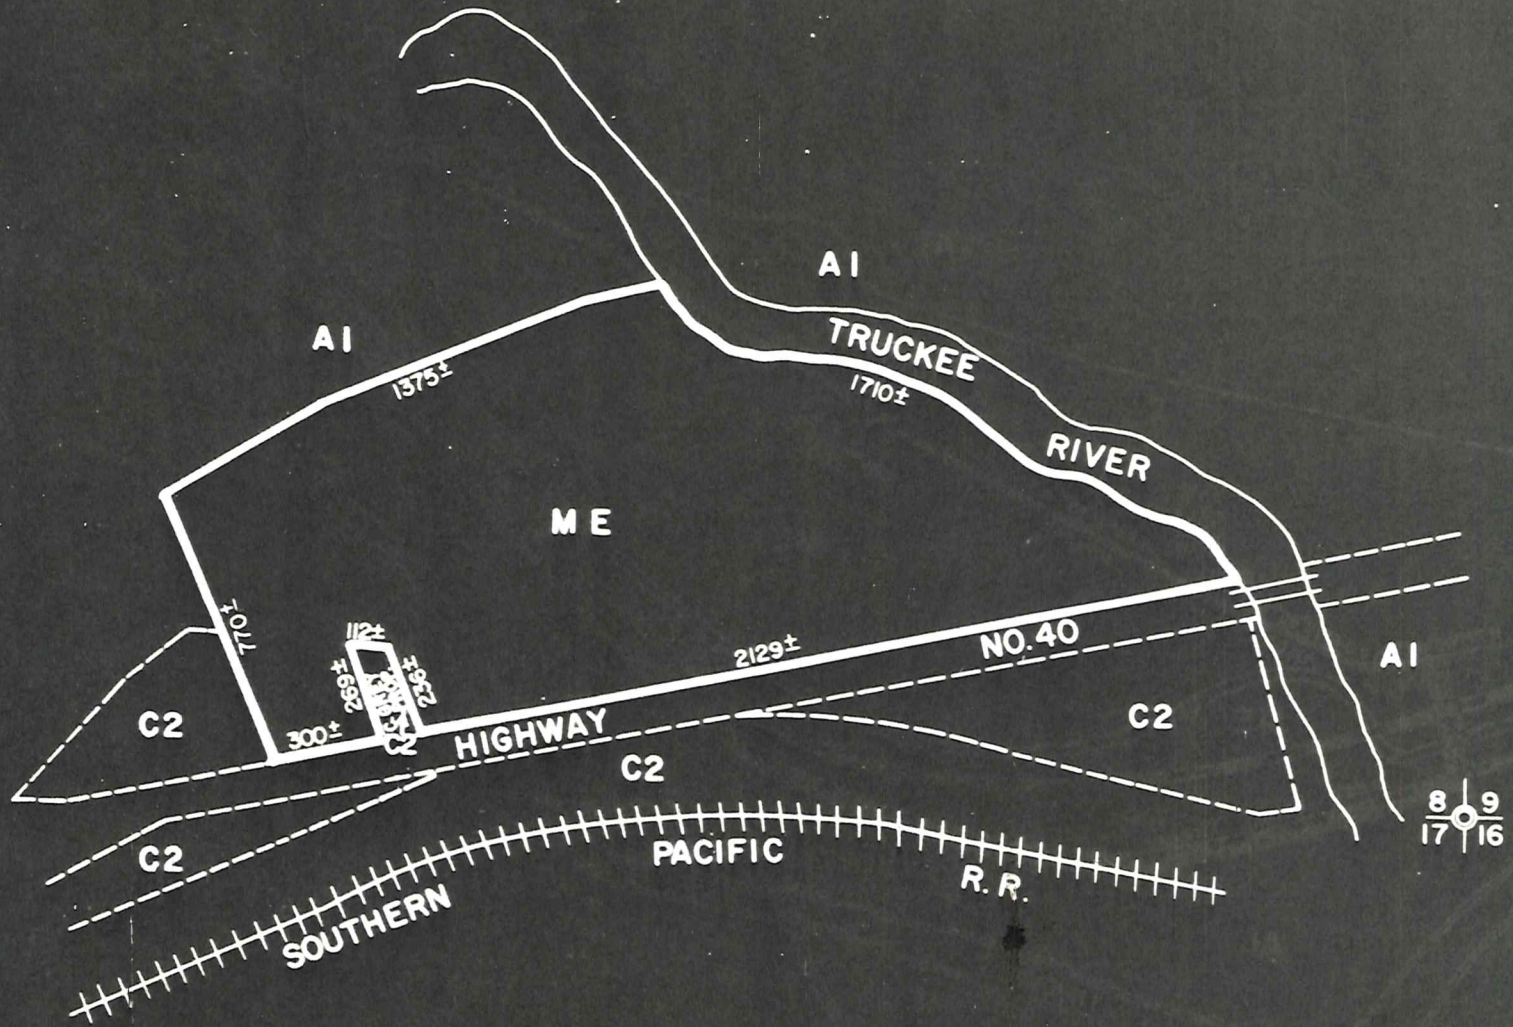 A1
TRUCKEE
A1
1375±
1710±
RIVER
ME
770±
112±
NO. 40
2129±
A1
269±
236±
C2
C2
300±
HIGHWAY
C2
C2
8 9
17 16
C2
PACIFIC
R. R.
SOUTHERN